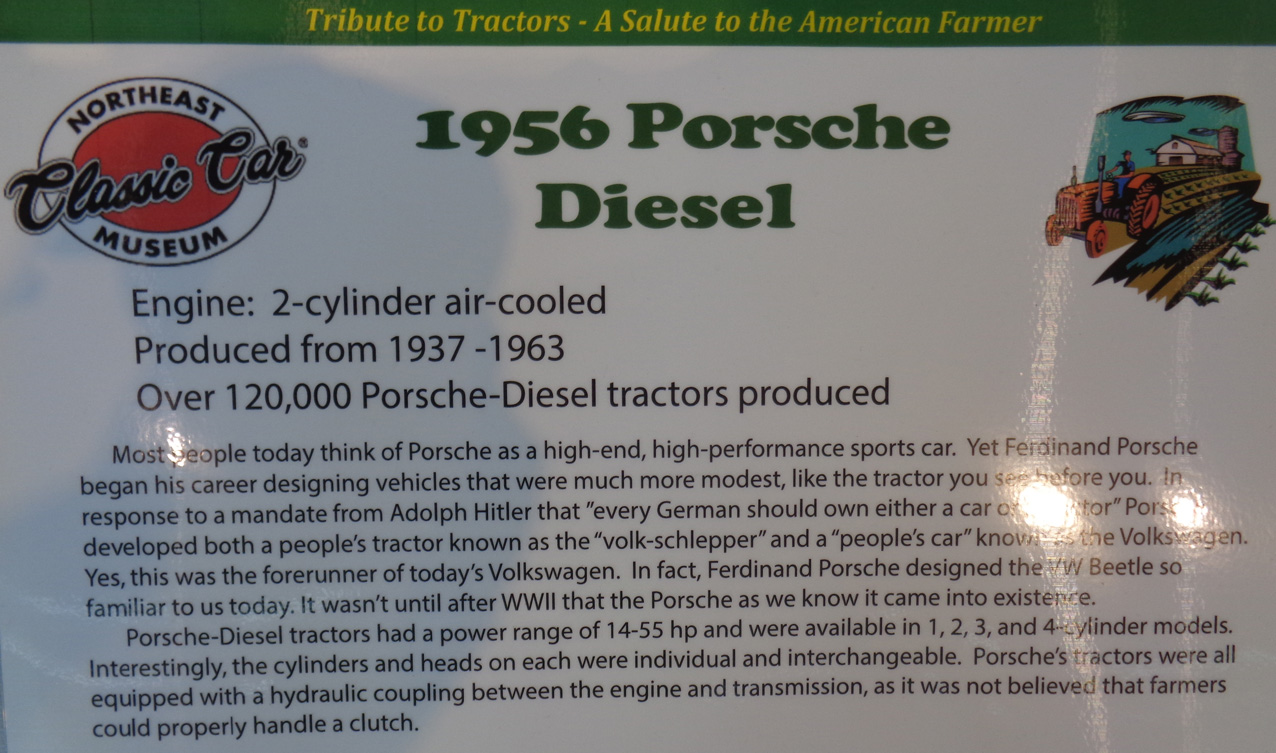 Tribute to Tractors - A Salute to the American Farmer
NORTHEAST
Classic Car®
MUSEUM
1956 Porsche
Diesel
Engine: 2-cylinder air-cooled
Produced from 1937 -1963
Over 120,000 Porsche-Diesel tractors produced
Most people today think of Porsche as a high-end, high-performance sports car. Yet Ferdinand Porsche
began his career designing vehicles that were much more modest, like the tractor you see before you. In
response to a mandate from Adolph Hitler that "every German should own either a car or tractor" Porsche
developed both a people's tractor known as the "volk-schlepper" and a "people's car" known as the Volkswagen.
Yes, this was the forerunner of today's Volkswagen. In fact, Ferdinand Porsche designed the VW Beetle so
familiar to us today. It wasn't until after WWII that the Porsche as we know it came into existence.
Porsche-Diesel tractors had a power range of 14-55 hp and were available in 1, 2, 3, and 4-cylinder models.
Interestingly, the cylinders and heads on each were individual and interchangeable. Porsche's tractors were all
equipped with a hydraulic coupling between the engine and transmission, as it was not believed that farmers
could properly handle a clutch.